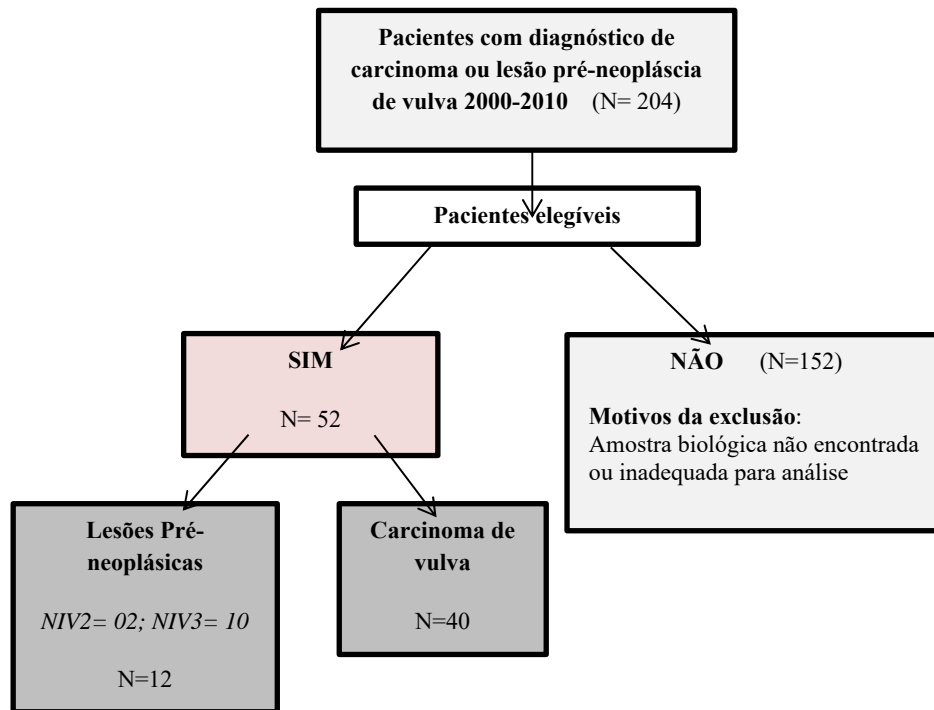 Pacientes com diagnóstico de
carcinoma ou lesão pré-neopláscia
de vulva 2000-2010 (N= 204)
Pacientes elegíveis
SIM
N= 52
NÃO (N=152)
Motivos da exclusão:
Amostra biológica não encontrada
ou inadequada para análise
Lesões Pré-
neoplásicas
NIV2= 02; NIV3= 10
N=12
Carcinoma de
vulva
N=40